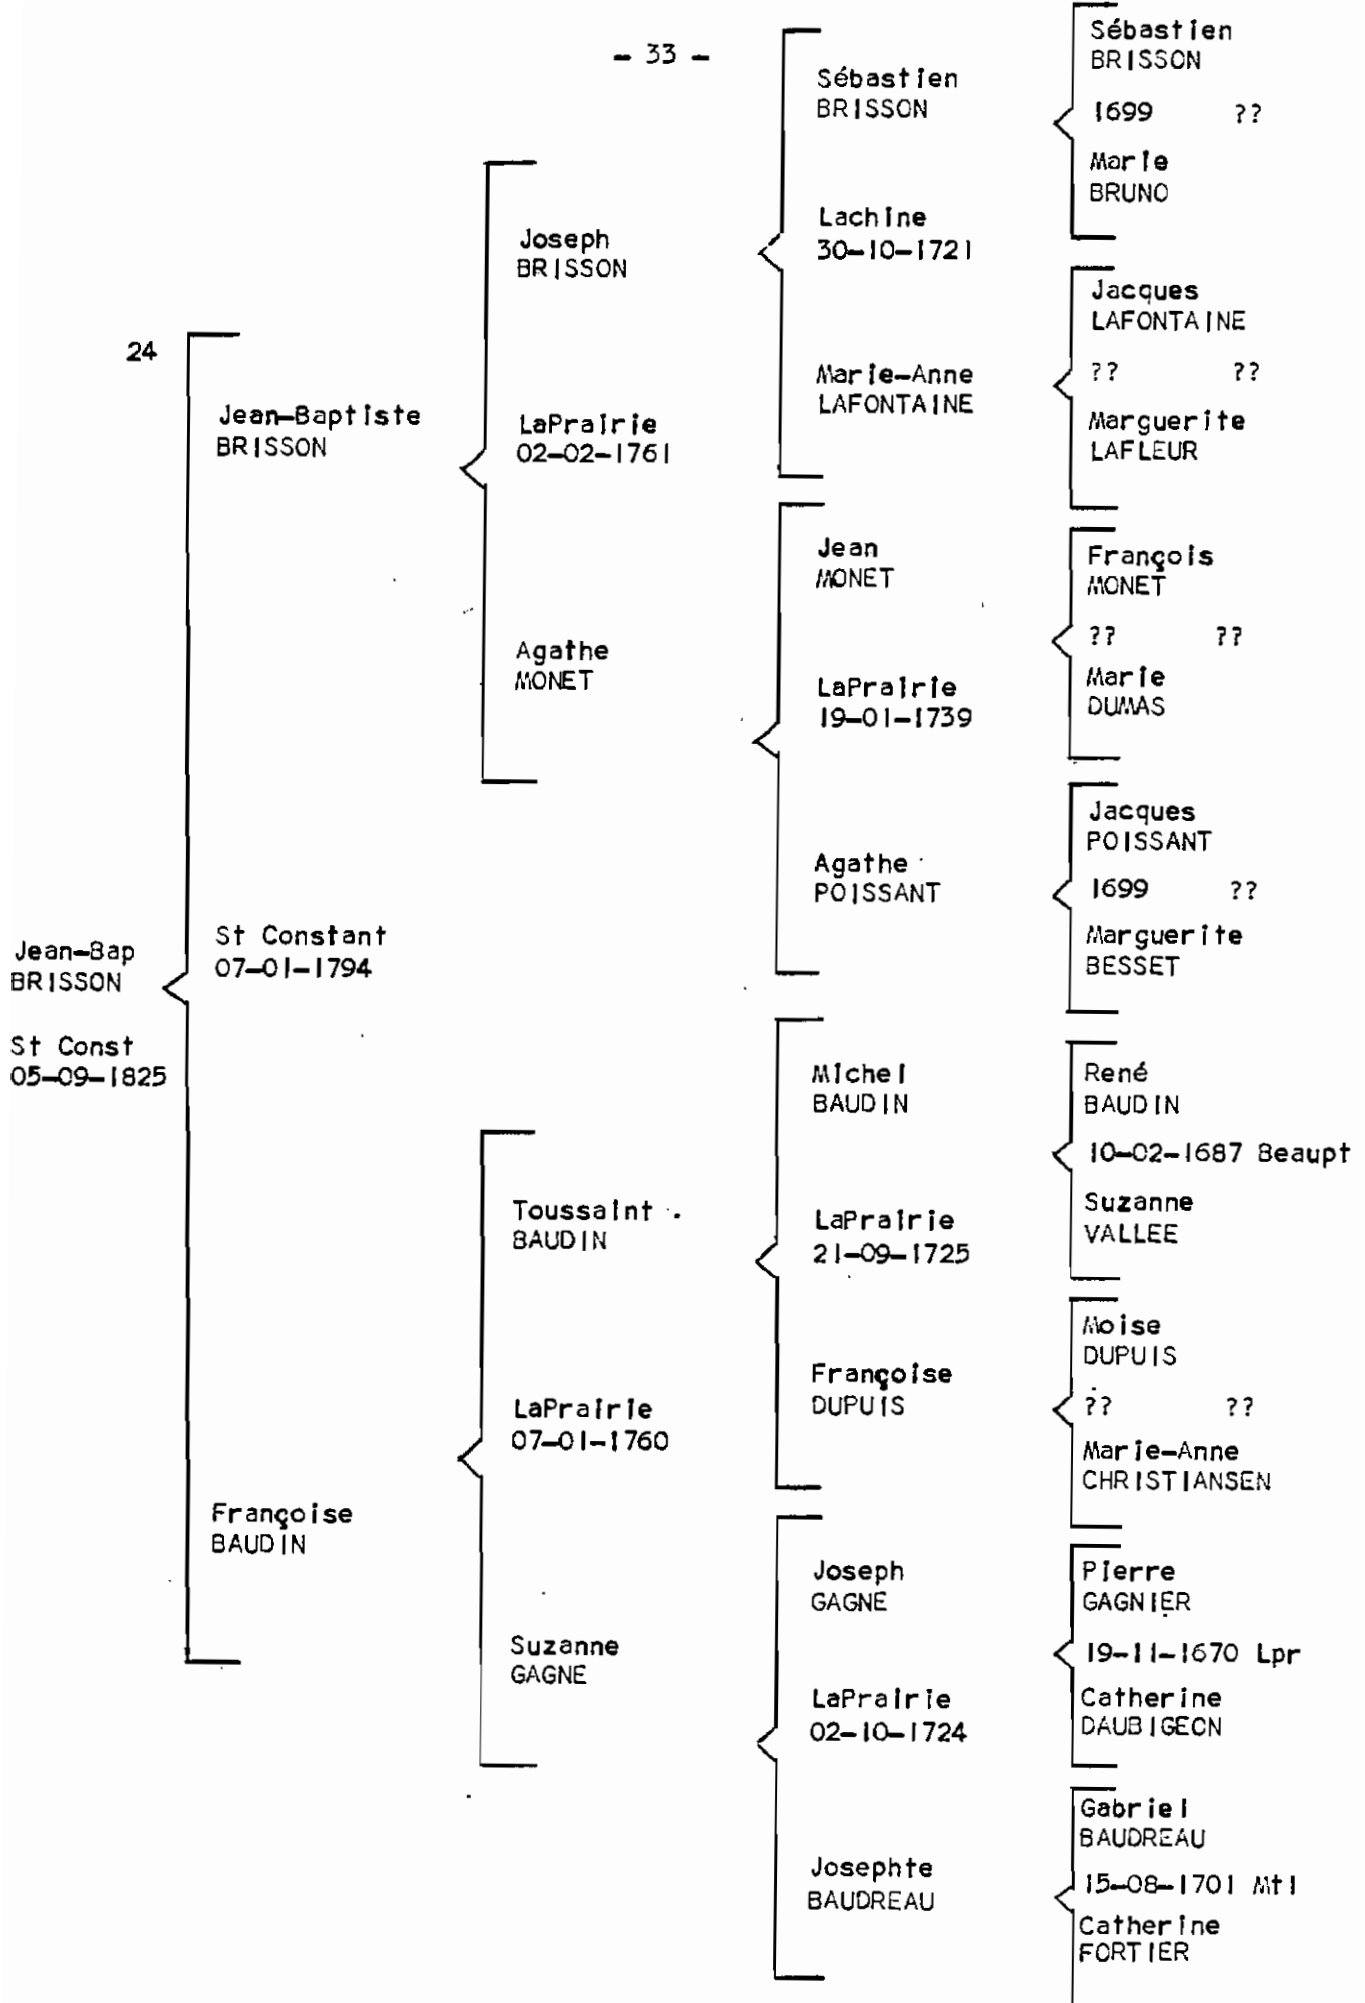 - 33 -
24
Jean-Bap
BRISSON
St Const
05-09-1825
Jean-Baptiste
BRISSON
St Constant
07-01-1794
Françoise
BAUDIN
Joseph
BRISSON
LaPrairie
02-02-1761
Agathe
MONET
Toussaint
BAUDIN
LaPrairie
07-01-1760
Suzanne
GAGNE
Sébastien
BRISSON
Lachine
30-10-1721
Marie-Anne
LAFONTAINE
Jean
MONET
LaPrairie
19-01-1739
Agathe
POISSANT
Michel
BAUDIN
LaPrairie
21-09-1725
Françoise
DUPUIS
Joseph
GAGNE
LaPrairie
02-10-1724
Josephte
BAUDREAU
Sébastien
BRISSON
1699 ??
Marie
BRUNO
Jacques
LAFONTAINE
?? ??
Marguerite
LAFLEUR
François
MONET
?? ??
Marie
DUMAS
Jacques
POISSANT
1699 ??
Marguerite
BESSET
René
BAUDIN
10-02-1687 Beaupt
Suzanne
VALLEE
Moise
DUPUIS
?? ??
Marie-Anne
CHRISTIANSEN
Pierre
GAGNIER
19-11-1670 Lpr
Catherine
DAUBIGEON
Gabriel
BAUDREAU
15-08-1701 Mtl
Catherine
FORTIER